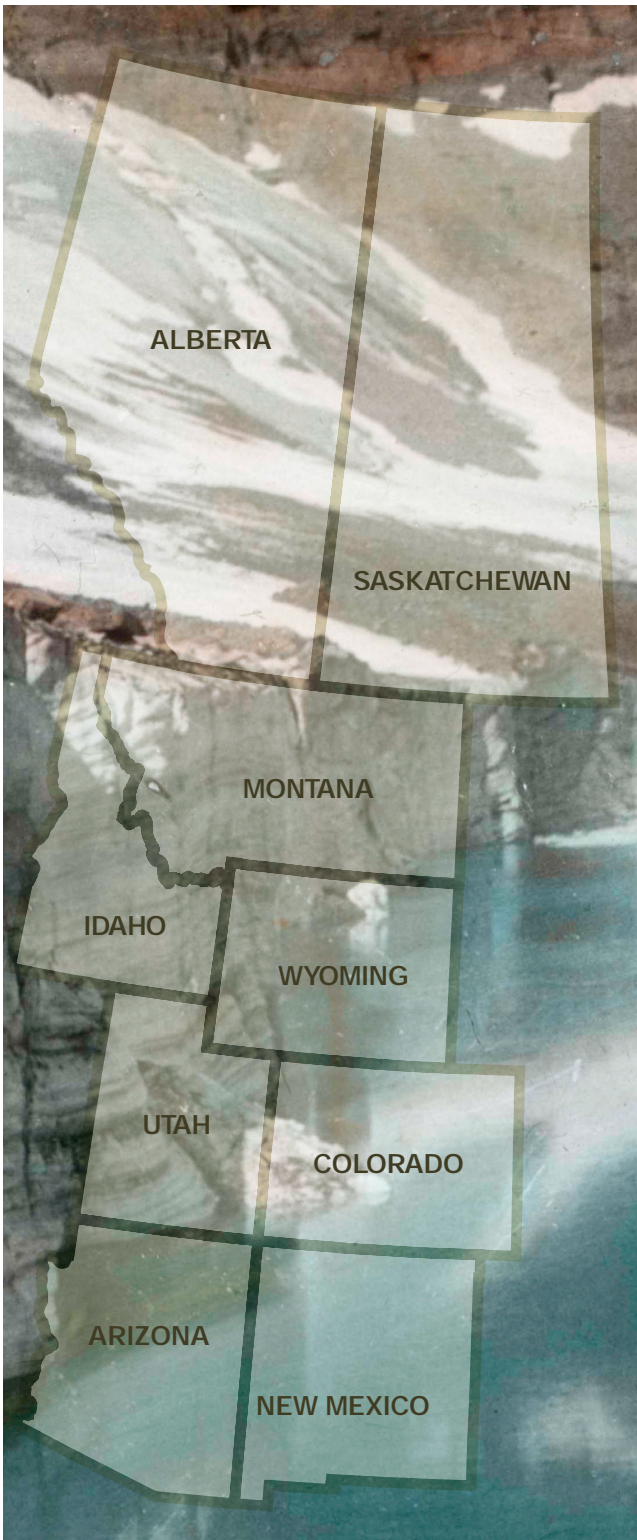 ALBERTA
SASKATCHEWAN
MONTANA
IDAHO
WYOMING
UTAH
COLORADO
ARIZONA
NEW MEXICO